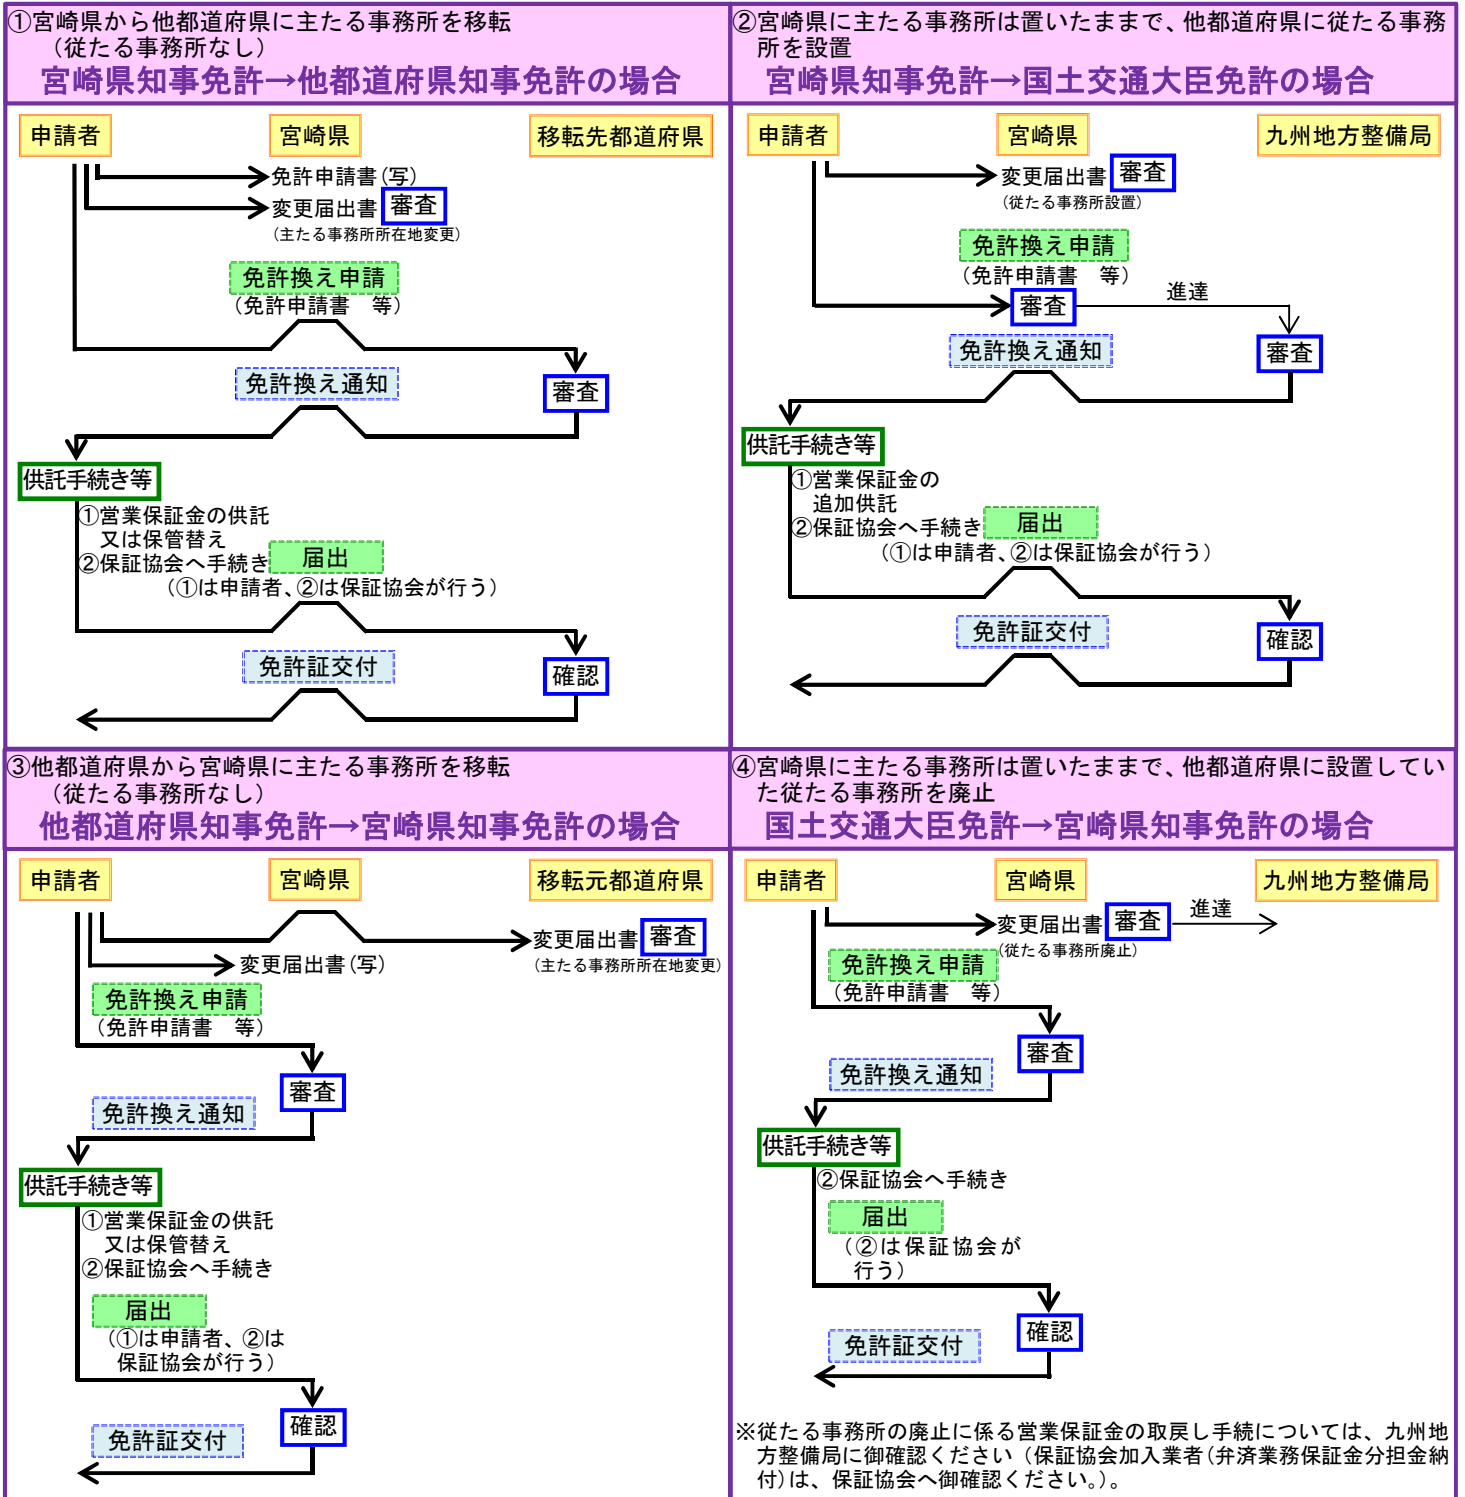 ①宮崎県から他都道府県に主たる事務所を移転
（従たる事務所なし）
宮崎県知事免許→他都道府県知事免許の場合
申請者
宮崎県
移転先都道府県
免許申請書(写)
変更届出書
審査
(主たる事務所所在地変更)
免許換え申請
（免許申請書　等）
免許換え通知
審査
供託手続き等
①営業保証金の供託
又は保管替え
②保証協会へ手続き
届出
（①は申請者、②は保証協会が行う）
免許証交付
確認
②宮崎県に主たる事務所は置いたままで、他都道府県に従たる事務
所を設置
宮崎県知事免許→国土交通大臣免許の場合
申請者
宮崎県
九州地方整備局
変更届出書
審査
(従たる事務所設置)
免許換え申請
（免許申請書　等）
審査
進達
免許換え通知
審査
供託手続き等
①営業保証金の
追加供託
②保証協会へ手続き
届出
（①は申請者、②は保証協会が行う）
免許証交付
確認
③他都道府県から宮崎県に主たる事務所を移転
（従たる事務所なし）
他都道府県知事免許→宮崎県知事免許の場合
申請者
宮崎県
移転元都道府県
変更届出書
審査
(主たる事務所所在地変更)
変更届出書(写)
免許換え申請
（免許申請書　等）
審査
免許換え通知
供託手続き等
①営業保証金の供託
又は保管替え
②保証協会へ手続き
届出
（①は申請者、②は
保証協会が行う）
確認
免許証交付
④宮崎県に主たる事務所は置いたままで、他都道府県に設置してい
た従たる事務所を廃止
国土交通大臣免許→宮崎県知事免許の場合
申請者
宮崎県
九州地方整備局
変更届出書
審査
進達
(従たる事務所廃止)
免許換え申請
（免許申請書　等）
審査
免許換え通知
供託手続き等
②保証協会へ手続き
届出
（②は保証協会が
行う）
確認
免許証交付
※従たる事務所の廃止に係る営業保証金の取戻し手続については、九州地
方整備局に御確認ください（保証協会加入業者(弁済業務保証金分担金納
付)は、保証協会へ御確認ください。）。